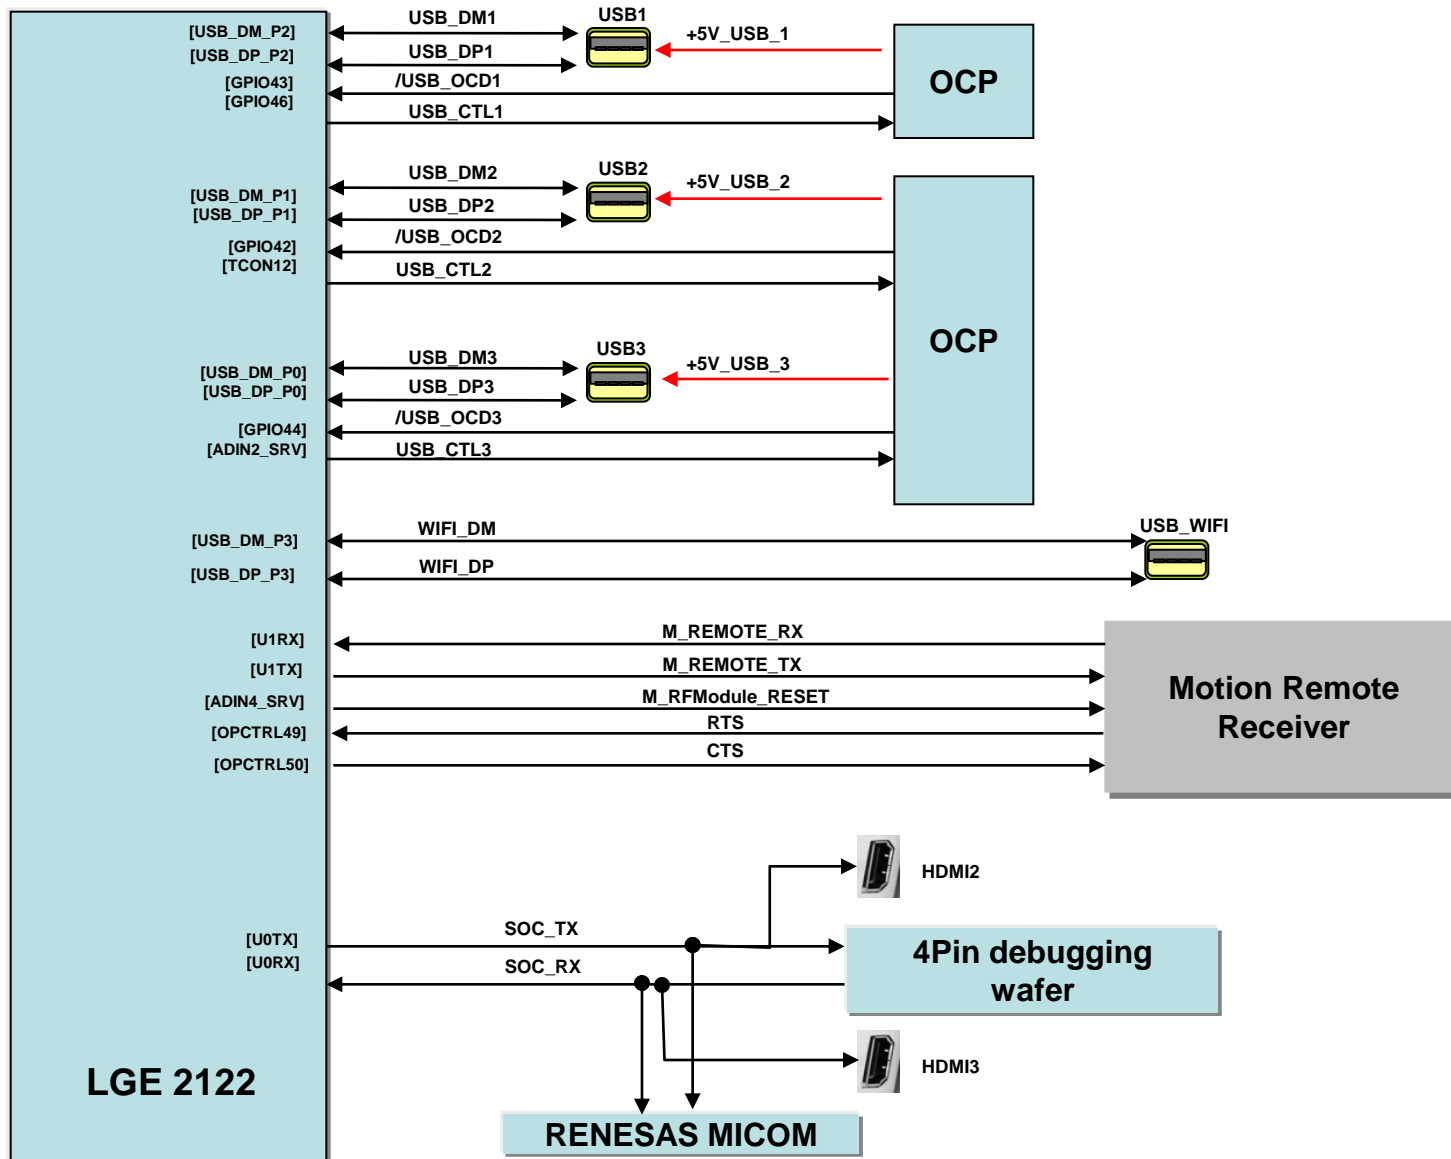 USB_DM1
USB1
[USB_DM_P2]
+5V_USB_1
[USB_DP_P2]
USB_DP1
[GPIO43]
/USB_OCD1
OCP
[GPIO46]
USB_CTL1
USB_DM2
USB2
[USB_DM_P1]
+5V_USB_2
[USB_DP_P1]
USB_DP2
[GPIO42]
/USB_OCD2
[TCON12]
USB_CTL2
OCP
USB_DM3
USB3
[USB_DM_P0]
+5V_USB_3
[USB_DP_P0]
USB_DP3
[GPIO44]
/USB_OCD3
[ADIN2_SRV]
USB_CTL3
WIFI_DM
USB_WIFI
[USB_DM_P3]
WIFI_DP
[USB_DP_P3]
[U1RX]
M_REMOTE_RX
[U1TX]
M_REMOTE_TX
[ADIN4_SRV]
M_RFModule_RESET
[OPCTRL49]
RTS
[OPCTRL50]
CTS
Motion Remote
Receiver
HDMI2
[U0TX]
SOC_TX
[U0RX]
SOC_RX
4Pin debugging
wafer
HDMI3
LGE 2122
RENESAS MICOM